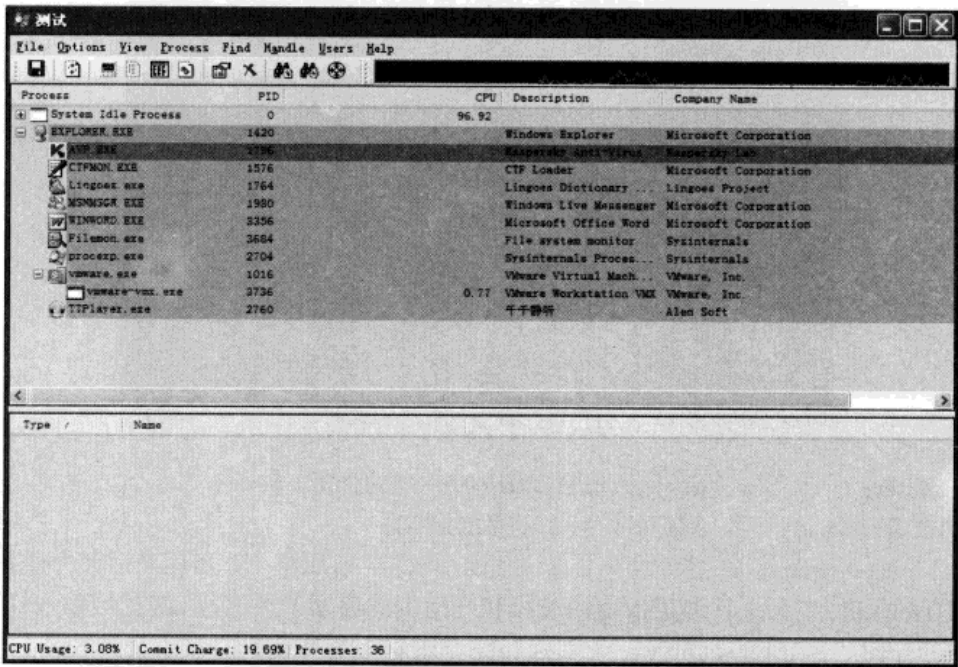 测试
File Options View Process Find Handle Users Help
Process PID CPU Description Company Name
System Idle Process 0 96.92
EXPLORER.EXE 1420 Windows Explorer Microsoft Corporation
AVP.EXE 1796 Kaspersky Anti-Virus Kaspersky Lab
CTFMON.EXE 1576 CTF Loader Microsoft Corporation
Lingoes.exe 1764 Lingoes Dictionary ... Lingoes Project
MSNMSGR.EXE 1980 Windows Live Messenger Microsoft Corporation
WINWORD.EXE 3356 Microsoft Office Word Microsoft Corporation
Filemon.exe 3684 File system monitor Sysinternals
procexp.exe 2704 Sysinternals Proces... Sysinternals
vmware.exe 1016 VMware Virtual Mach... VMware, Inc.
vmware-vmx.exe 3736 0.77 VMware Workstation VMX VMware, Inc.
TTPlayer.exe 2760 千千静听 Alen Soft
Type Name
CPU Usage: 3.08% Commit Charge: 19.69% Processes: 36